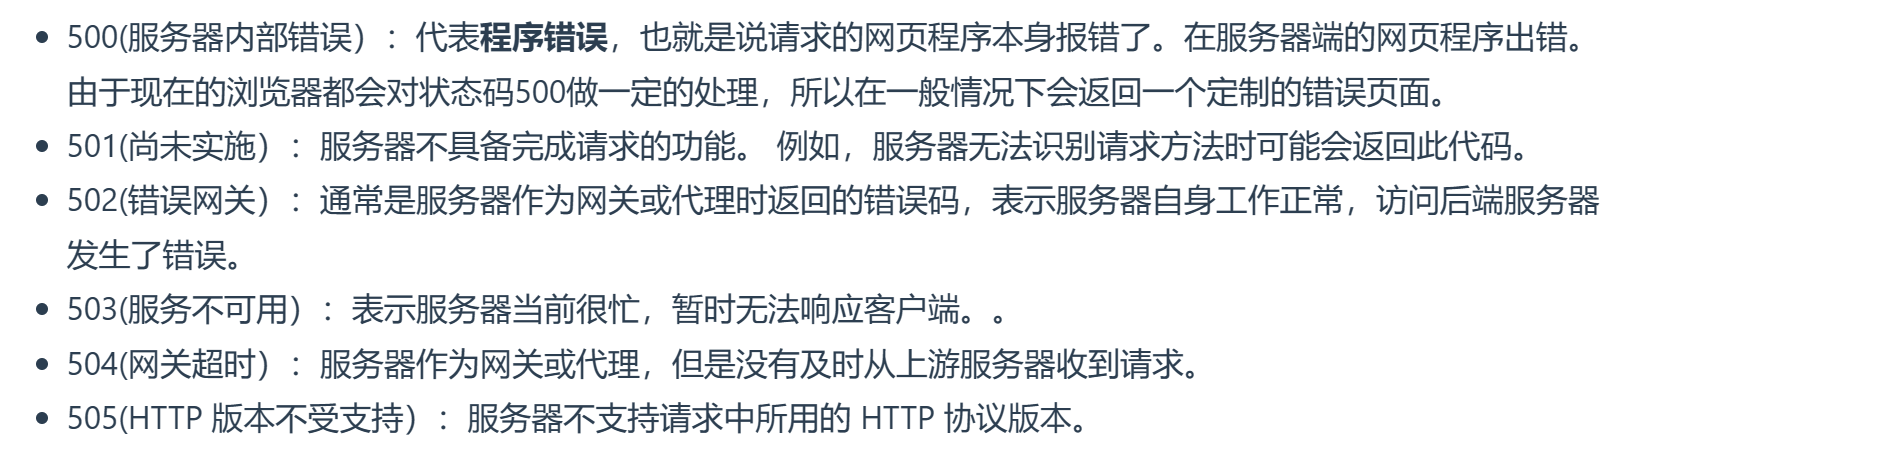 500(服务器内部错误）：代表程序错误，也就是说请求的网页程序本身报错了。在服务器端的网页程序出错。
由于现在的浏览器都会对状态码500做一定的处理，所以在一般情况下会返回一个定制的错误页面。
501(尚未实施）：服务器不具备完成请求的功能。 例如，服务器无法识别请求方法时可能会返回此代码。
502(错误网关）：通常是服务器作为网关或代理时返回的错误码，表示服务器自身工作正常，访问后端服务器
发生了错误。
503(服务不可用）：表示服务器当前很忙，暂时无法响应客户端。。
504(网关超时）：服务器作为网关或代理，但是没有及时从上游服务器收到请求。
505(HTTP 版本不受支持）：服务器不支持请求中所用的 HTTP 协议版本。